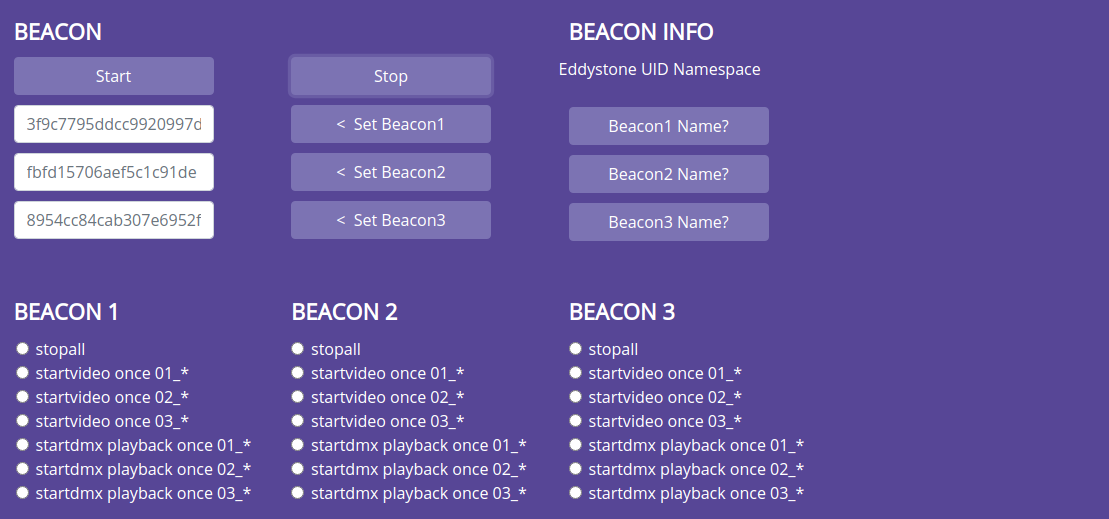 BEACON
Start
Stop
3f9c7795ddcc9920997d
< Set Beacon1
fbfd15706aef5c1c91de
< Set Beacon2
8954cc84cab307e6952f
< Set Beacon3
BEACON INFO
Eddystone UID Namespace
Beacon1 Name?
Beacon2 Name?
Beacon3 Name?
BEACON 1
stopall
startvideo once 01_*
startvideo once 02_*
startvideo once 03_*
startdmx playback once 01_*
startdmx playback once 02_*
startdmx playback once 03_*
BEACON 2
stopall
startvideo once 01_*
startvideo once 02_*
startvideo once 03_*
startdmx playback once 01_*
startdmx playback once 02_*
startdmx playback once 03_*
BEACON 3
stopall
startvideo once 01_*
startvideo once 02_*
startvideo once 03_*
startdmx playback once 01_*
startdmx playback once 02_*
startdmx playback once 03_*